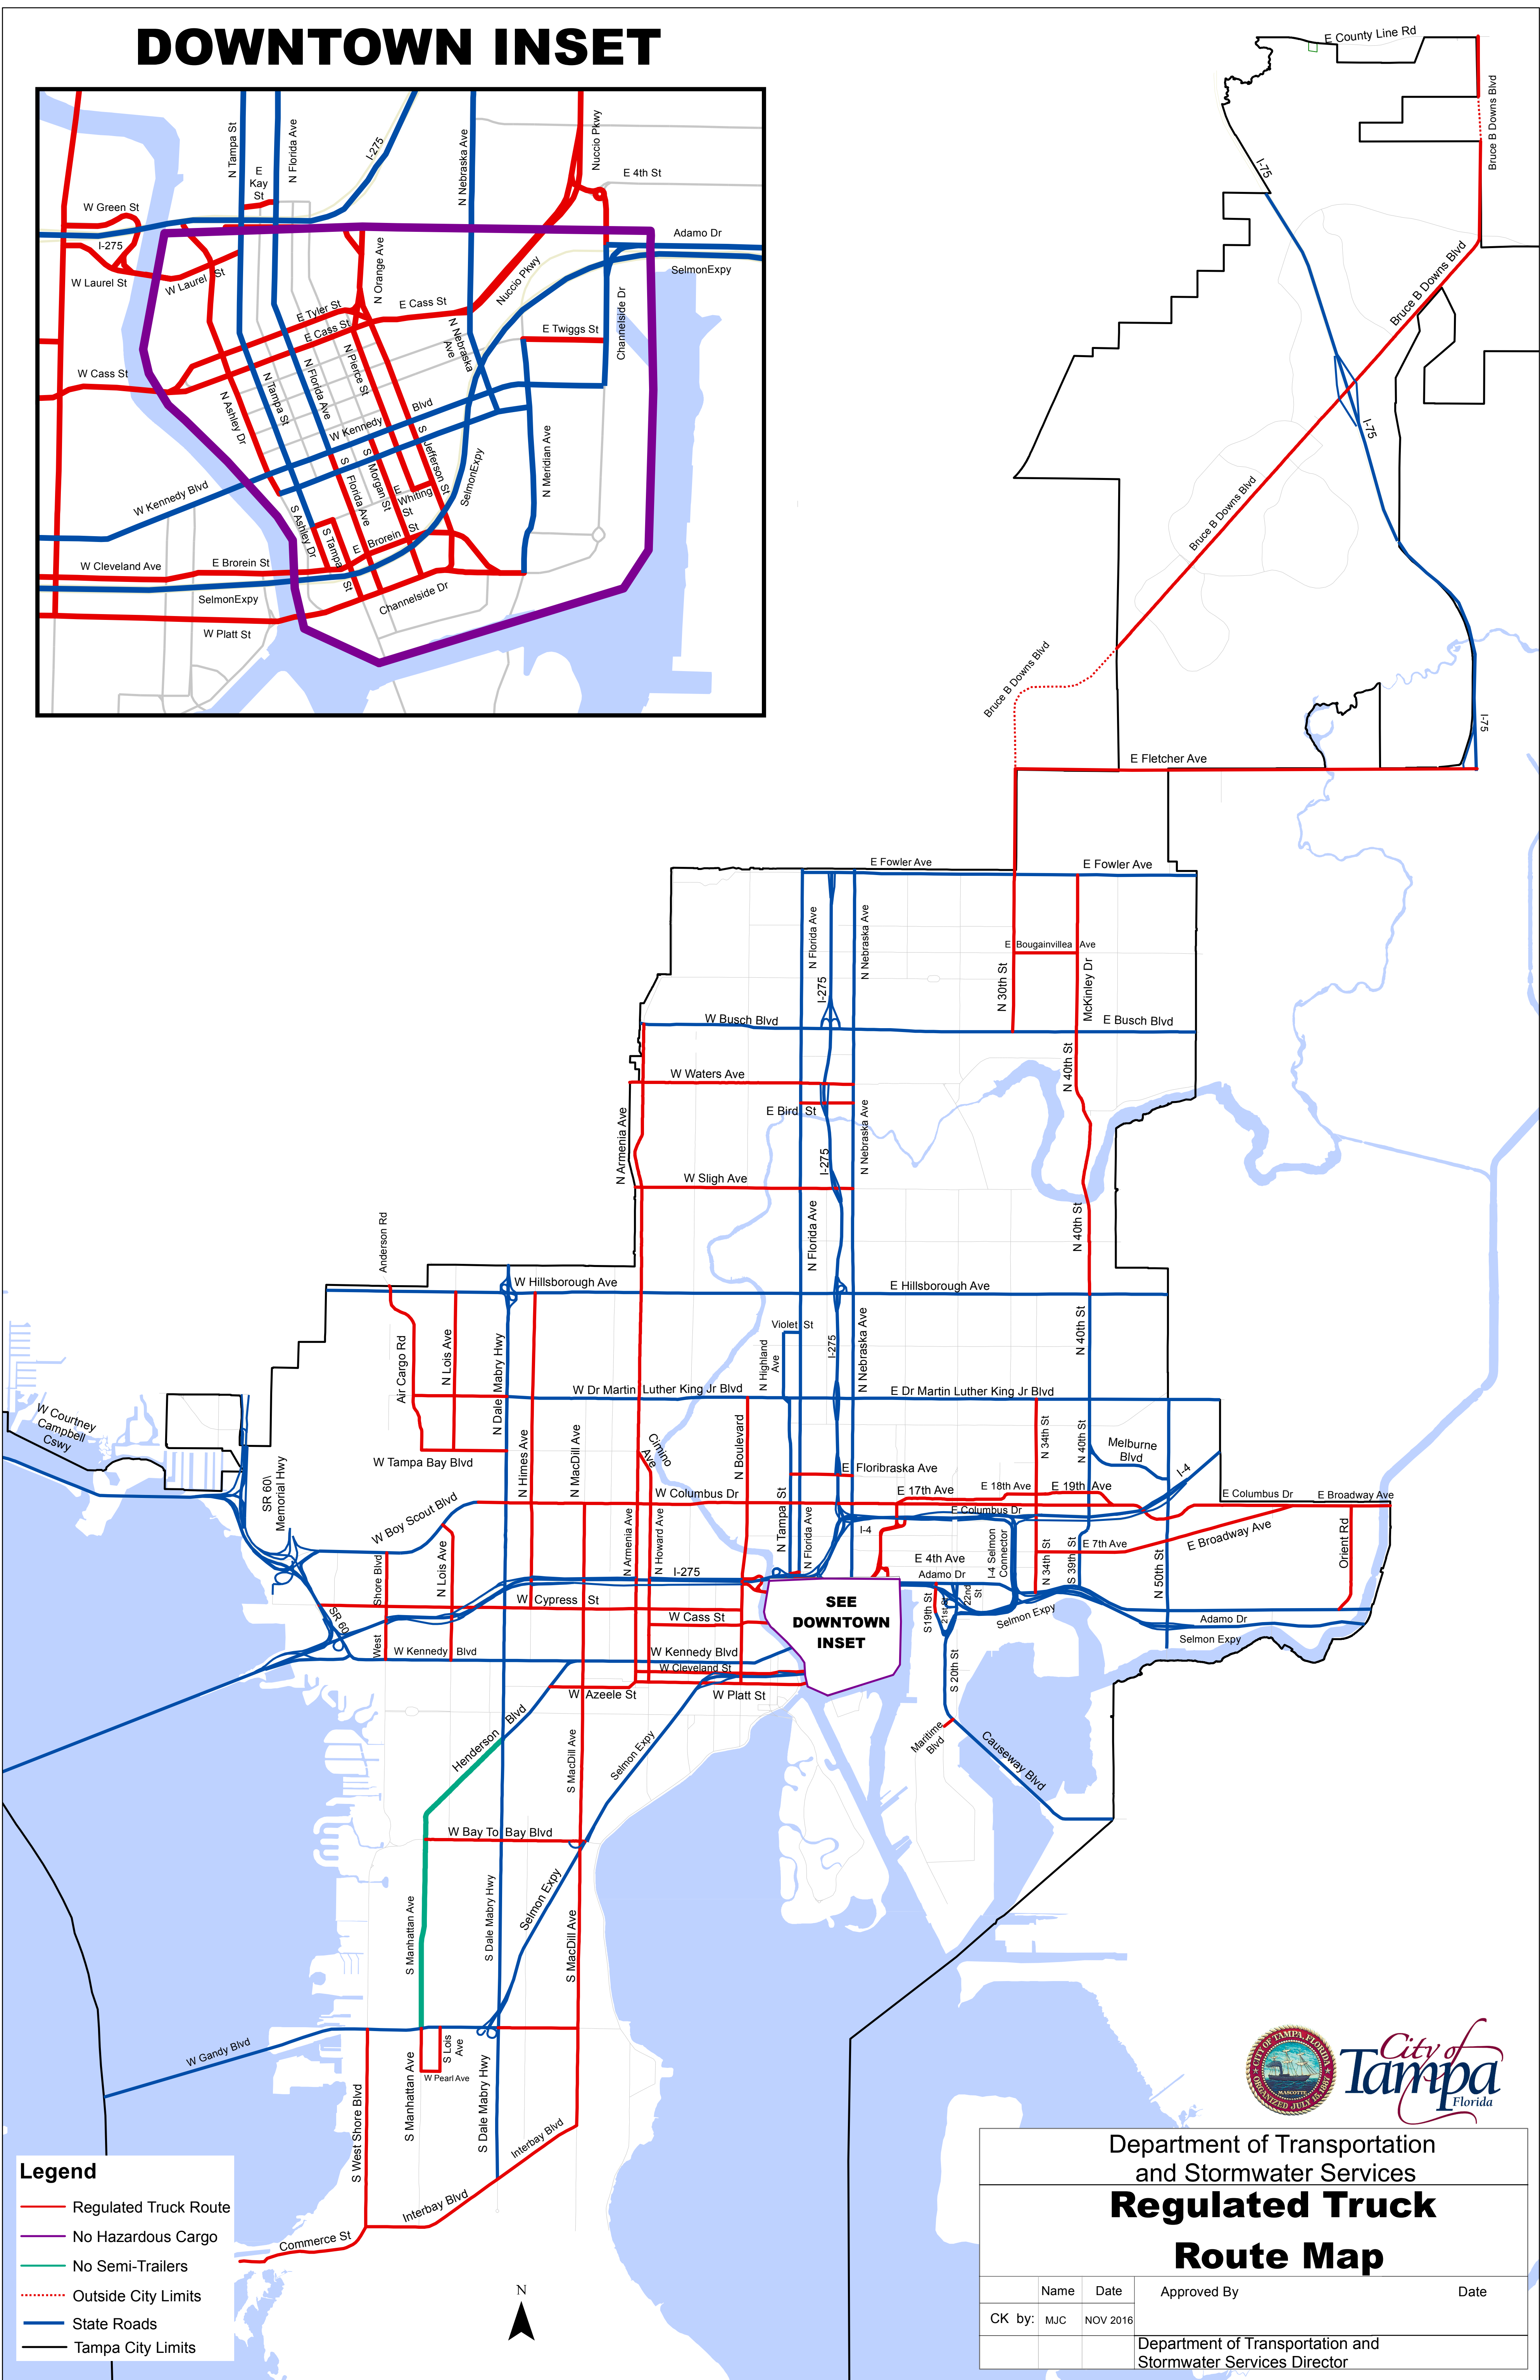 DOWNTOWN INSET
N Tampa St
E
Kay
St
N Florida Ave
I-275
N Nebraska Ave
Nuccio Pkwy
E 4th St
W Green St
I-275
W Laurel St
W Laurel St
N Orange Ave
Adamo Dr
SelmonExpy
Nuccio Pkwy
E Tyler St
E Cass St
E Cass St
N Nebraska
Ave
E Twiggs St
Channelside Dr
W Cass St
N Ashley Dr
N Tampa St
N Florida Ave
N Pierce St
W Kennedy Blvd
W Kennedy Blvd
S Jefferson St
S Morgan St
S Florida Ave
E
Whiting
St
SelmonExpy
N Meridian Ave
S Ashley Dr
S Tampa St
E Brorein St
W Cleveland Ave
E Brorein St
SelmonExpy
Channelside Dr
W Platt St
E County Line Rd
Bruce B Downs Blvd
I-75
Bruce B Downs Blvd
I-75
Bruce B Downs Blvd
Bruce B Downs Blvd
I-75
E Fletcher Ave
E Fowler Ave
E Fowler Ave
N Florida Ave
N Nebraska Ave
I-275
E Bougainvillea Ave
N 30th St
McKinley Dr
W Busch Blvd
E Busch Blvd
N 40th St
W Waters Ave
E Bird St
N Armenia Ave
N Nebraska Ave
I-275
W Sligh Ave
N Florida Ave
N 40th St
Anderson Rd
W Hillsborough Ave
E Hillsborough Ave
Violet St
N Highland
Ave
I-275
N Nebraska Ave
N 40th St
Air Cargo Rd
N Lois Ave
N Dale Mabry Hwy
W Dr Martin Luther King Jr Blvd
E Dr Martin Luther King Jr Blvd
W Courtney
Campbell
Cswy
SR 60\
Memorial Hwy
W Tampa Bay Blvd
N Himes Ave
N MacDill Ave
Cimino
Ave
N Boulevard
E Floribraska Ave
N 34th St
N 40th St
Melburne
Blvd
I-4
W Boy Scout Blvd
W Columbus Dr
E 17th Ave
E 18th Ave
E 19th Ave
E Columbus Dr
E Columbus Dr
E Broadway Ave
N Tampa St
N Florida Ave
I-4
I-4 Selmon
Connector
E 7th Ave
E Broadway Ave
Orient Rd
N Armenia Ave
N Howard Ave
N Lois Ave
West Shore Blvd
I-275
E 4th Ave
Adamo Dr
N 34th St
S 39th St
N 50th St
W Cypress St
SR 60
W Cass St
SEE
DOWNTOWN
INSET
S19th St
21st St
22nd
St
Selmon Expy
Adamo Dr
Selmon Expy
W Kennedy Blvd
W Kennedy Blvd
W Cleveland St
W Azeele St
W Platt St
S 20th St
Henderson Blvd
S MacDill Ave
Selmon Expy
Maritime
Blvd
Causeway Blvd
W Bay To Bay Blvd
S Manhattan Ave
S Dale Mabry Hwy
Selmon Expy
S MacDill Ave
W Gandy Blvd
S Lois
Ave
W Pearl Ave
S Manhattan Ave
S Dale Mabry Hwy
S West Shore Blvd
Interbay Blvd
Interbay Blvd
Commerce St
Legend
Regulated Truck Route
No Hazardous Cargo
No Semi-Trailers
Outside City Limits
State Roads
Tampa City Limits
N
CITY OF TAMPA, FLORIDA
MASCOTTE
ORGANIZED JULY 15, 1887
City of
Tampa
Florida
Department of Transportation
and Stormwater Services
Regulated Truck
Route Map
Name
Date
Approved By
Date
CK by:
MJC
NOV 2016
Department of Transportation and
Stormwater Services Director